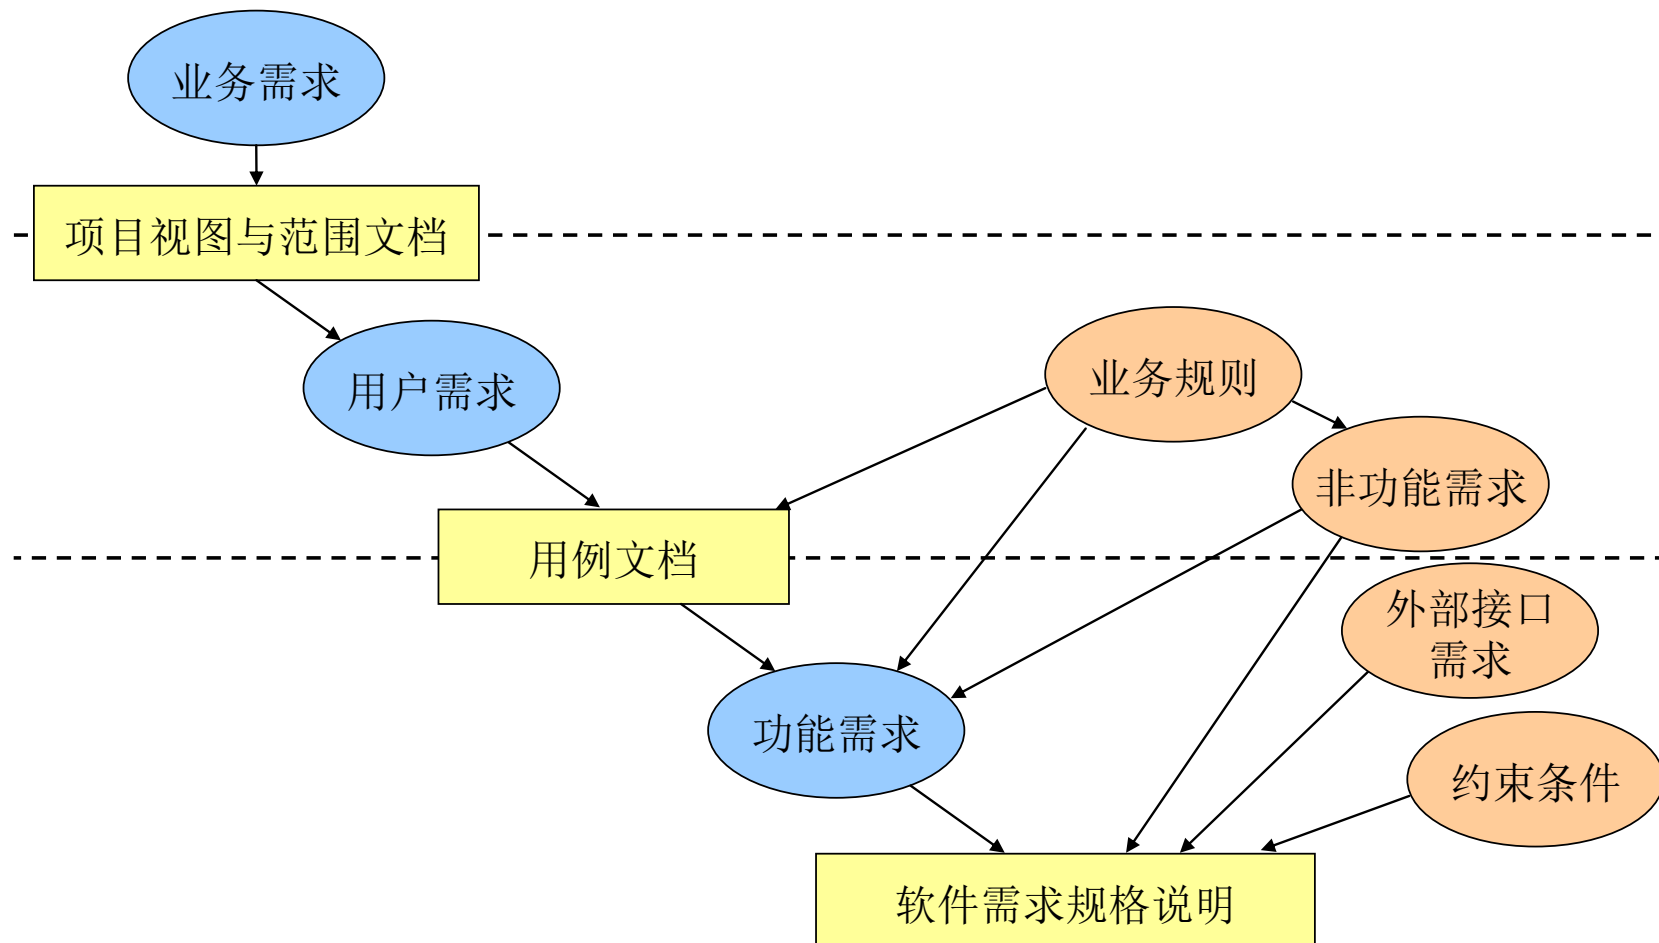 业务需求
项目视图与范围文档
用户需求
业务规则
非功能需求
用例文档
外部接口
需求
功能需求
约束条件
软件需求规格说明